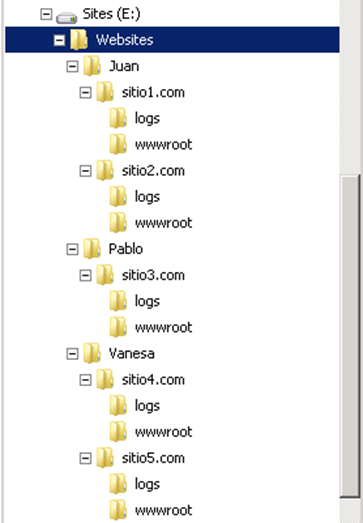 Sites (E:)
Websites
Juan
sitio1.com
logs
wwwroot
sitio2.com
logs
wwwroot
Pablo
sitio3.com
logs
wwwroot
Vanesa
sitio4.com
logs
wwwroot
sitio5.com
logs
wwwroot